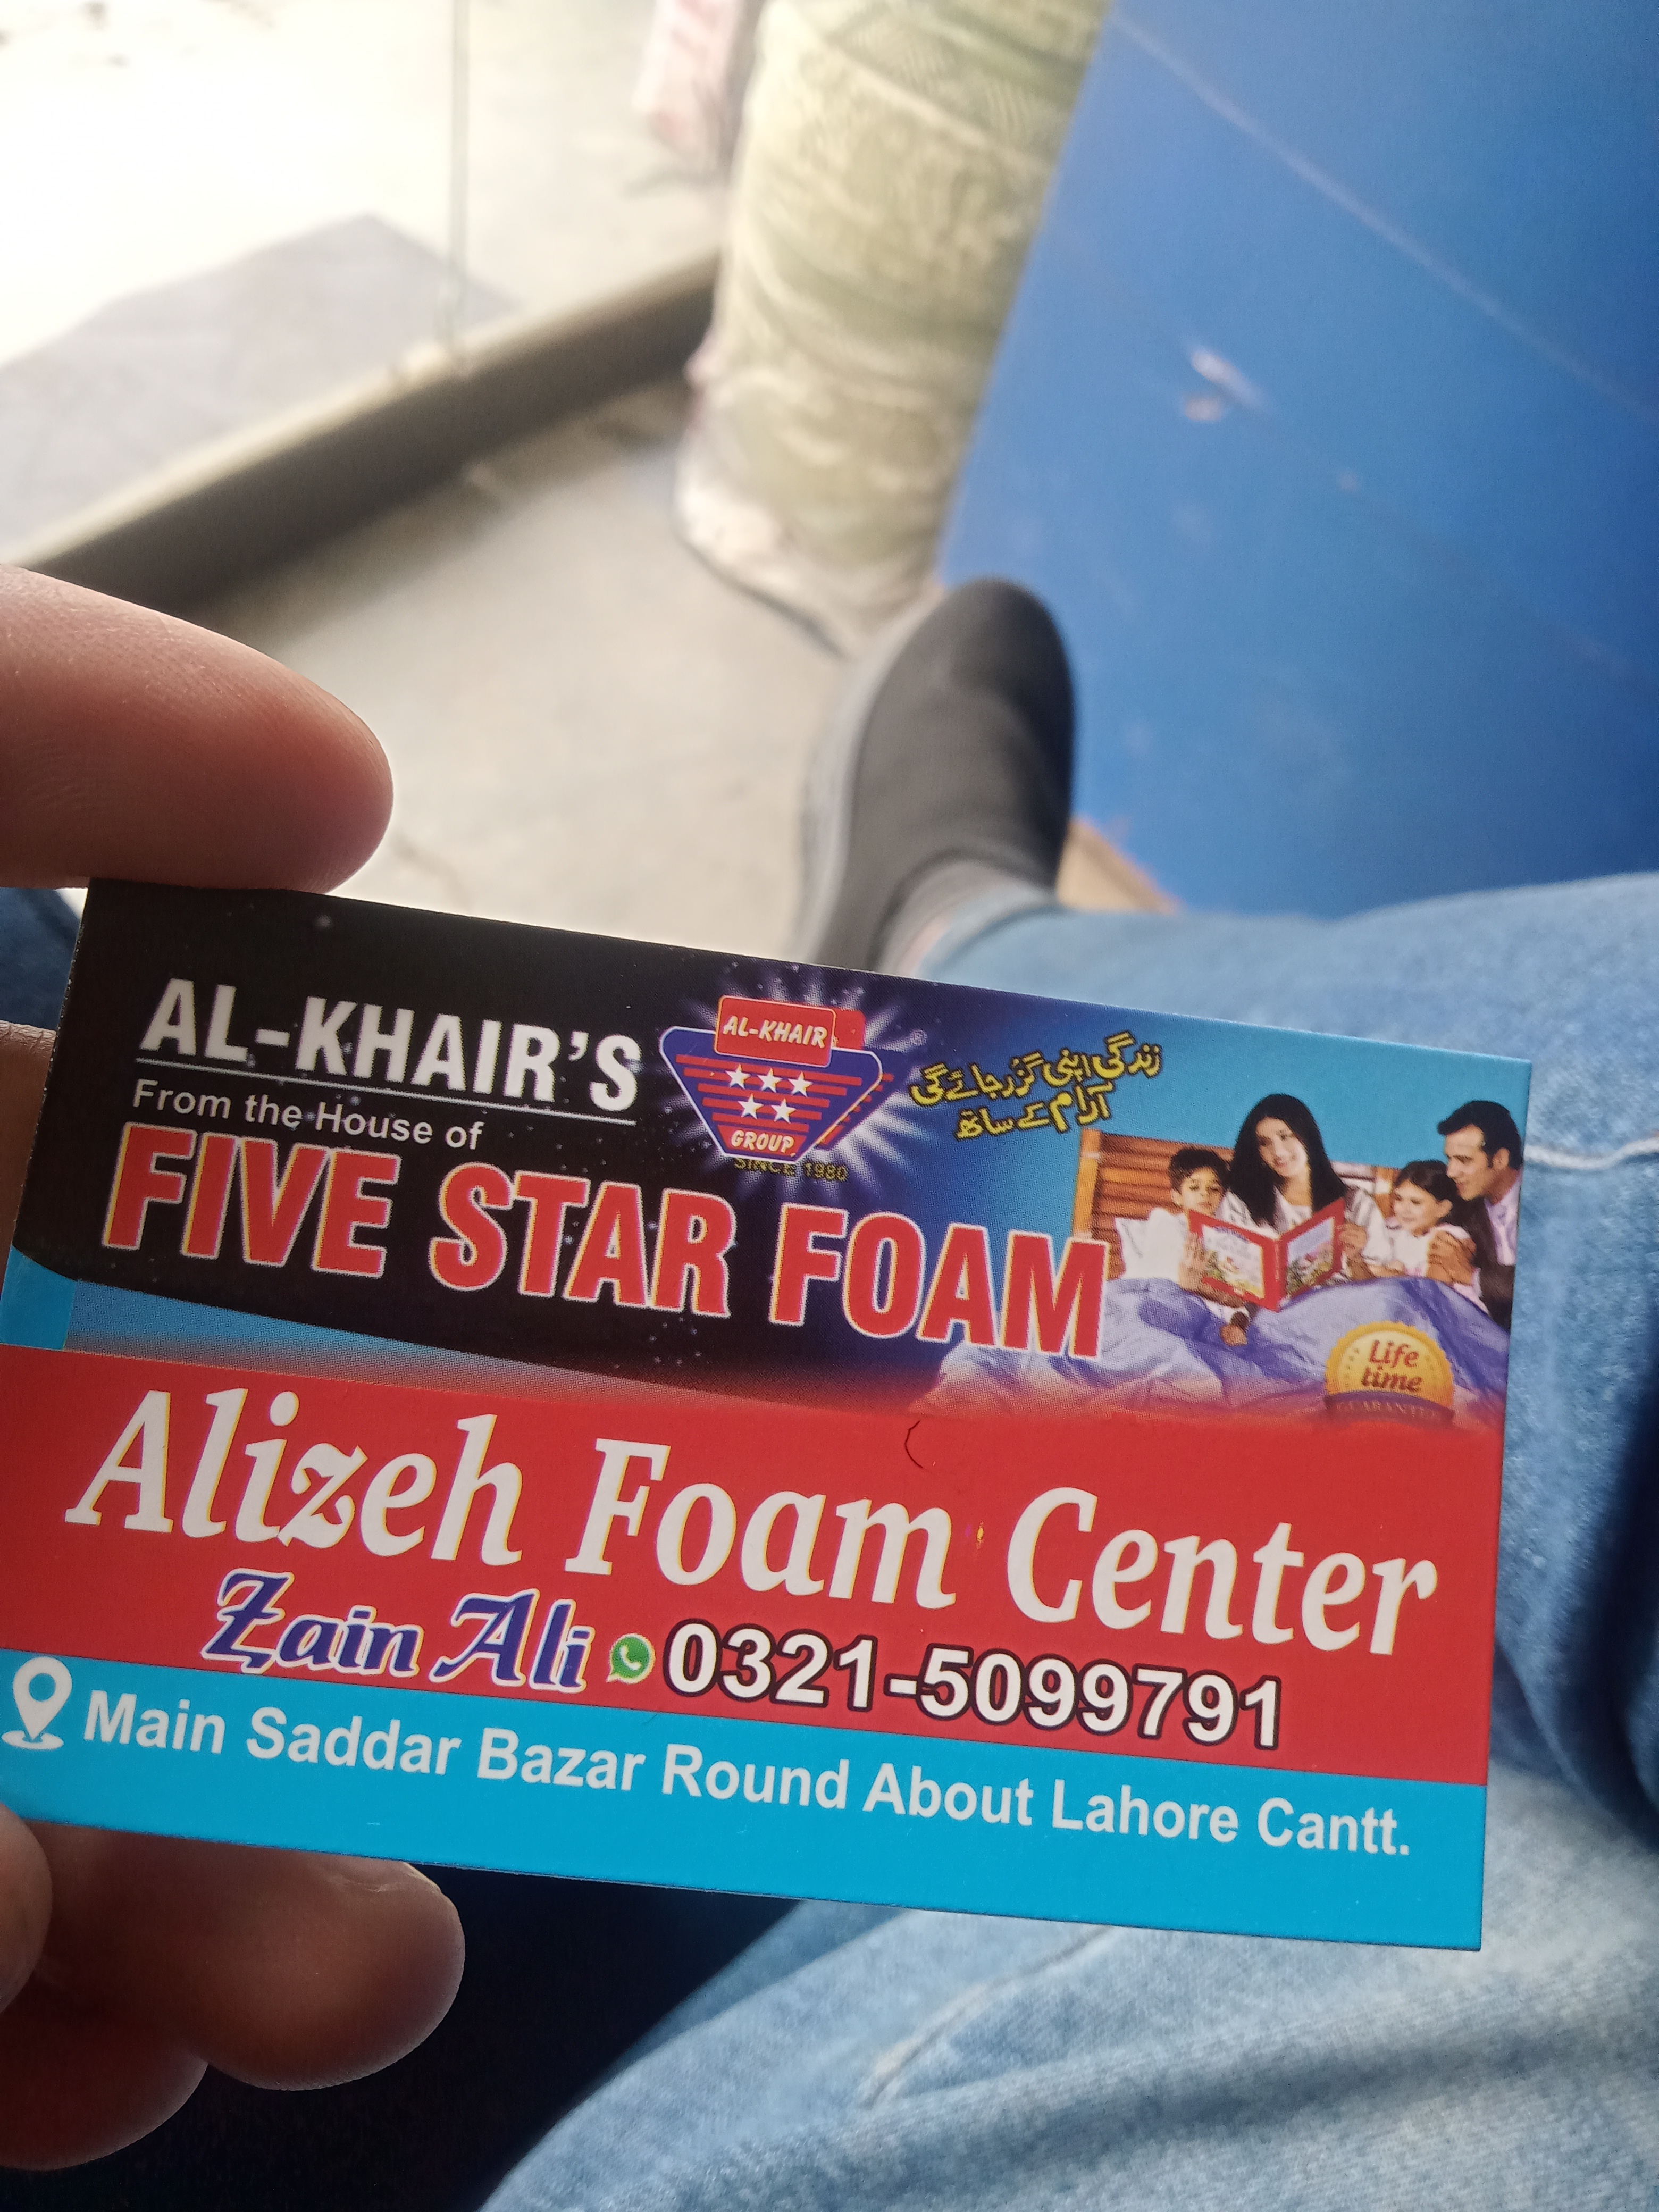 AL-KHAIR'S
From the House of
FIVE STAR FOAM
AL-KHAIR
GROUP
SINCE 1980
®
زندگی اپنی گزر جائے گی
آرام کے ساتھ
Life
time
GUARANTEE
Alizeh Foam Center
Zain Ali 0321-5099791
Main Saddar Bazar Round About Lahore Cantt.